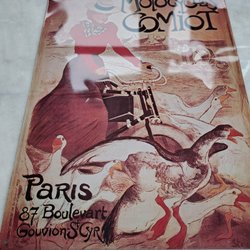 COMIOT
PARIS
87 Boulevart
Gouvion St Cyr